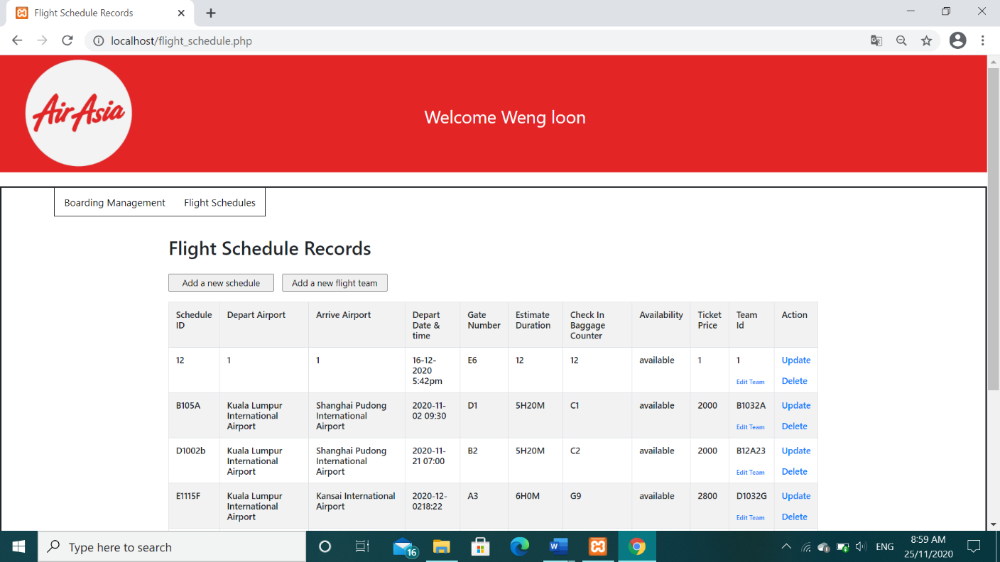 Flight Schedule Records
localhost/flight_schedule.php
AirAsia
Welcome Weng loon
Boarding Management Flight Schedules
Flight Schedule Records
Add a new schedule Add a new flight team
Schedule ID Depart Airport Arrive Airport Depart Date & time Gate Number Estimate Duration Check In Baggage Counter Availability Ticket Price Team Id Action
12 1 1 16-12-2020 5:42pm E6 12 12 available 1 1 Edit Team Update Delete
B105A Kuala Lumpur International Airport Shanghai Pudong International Airport 2020-11-02 09:30 D1 5H20M C1 available 2000 B1032A Edit Team Update Delete
D1002b Kuala Lumpur International Airport Shanghai Pudong International Airport 2020-11-21 07:00 B2 5H20M C2 available 2000 B12A23 Edit Team Update Delete
E1115F Kuala Lumpur International Airport Kansai International Airport 2020-12-0218:22 A3 6H0M G9 available 2800 D1032G Edit Team Update Delete
Type here to search
16
ENG
8:59 AM
25/11/2020